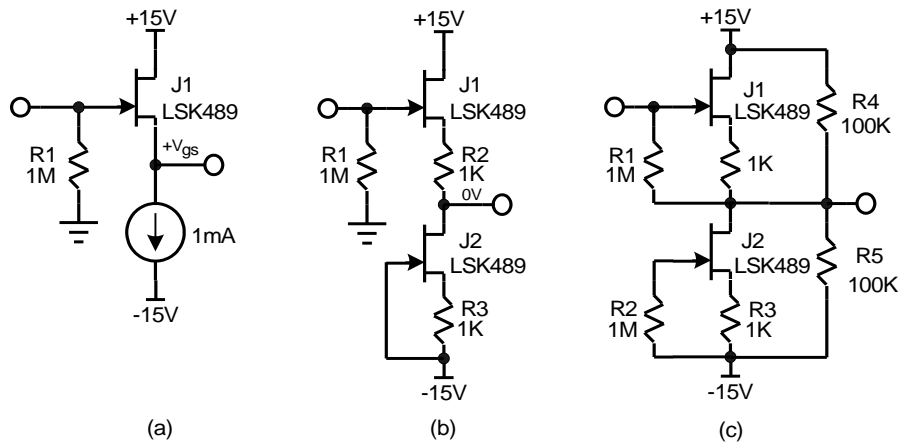 +15V
J1
LSK489
R1
1M
+Vgs
1mA
-15V
(a)
+15V
J1
LSK489
R1
1M
R2
1K
0V
J2
LSK489
R3
1K
-15V
(b)
+15V
J1
LSK489
R4
100K
R1
1M
1K
J2
LSK489
R5
100K
R2
1M
R3
1K
-15V
(c)